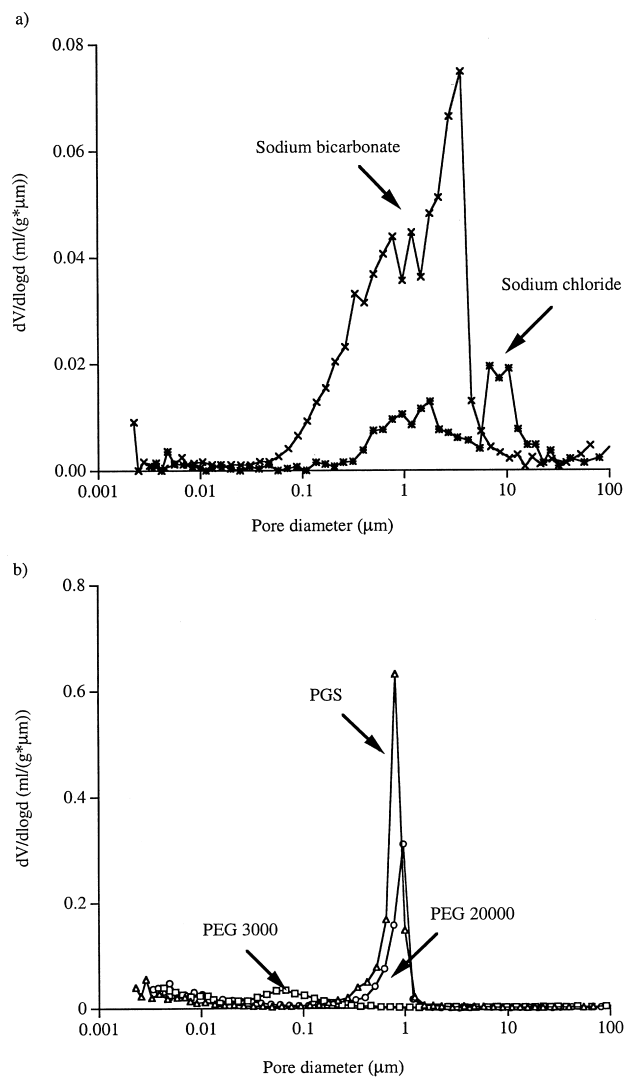 a)
0.08
0.06
0.04
0.02
0.00
dV/dlogd (ml/(g*μm))
Sodium bicarbonate
Sodium chloride
0.001 0.01 0.1 1 10 100
Pore diameter (μm)
b)
0.8
0.6
0.4
0.2
0
dV/dlogd (ml/(g*μm))
PGS
PEG 3000
PEG 20000
0.001 0.01 0.1 1 10 100
Pore diameter (μm)